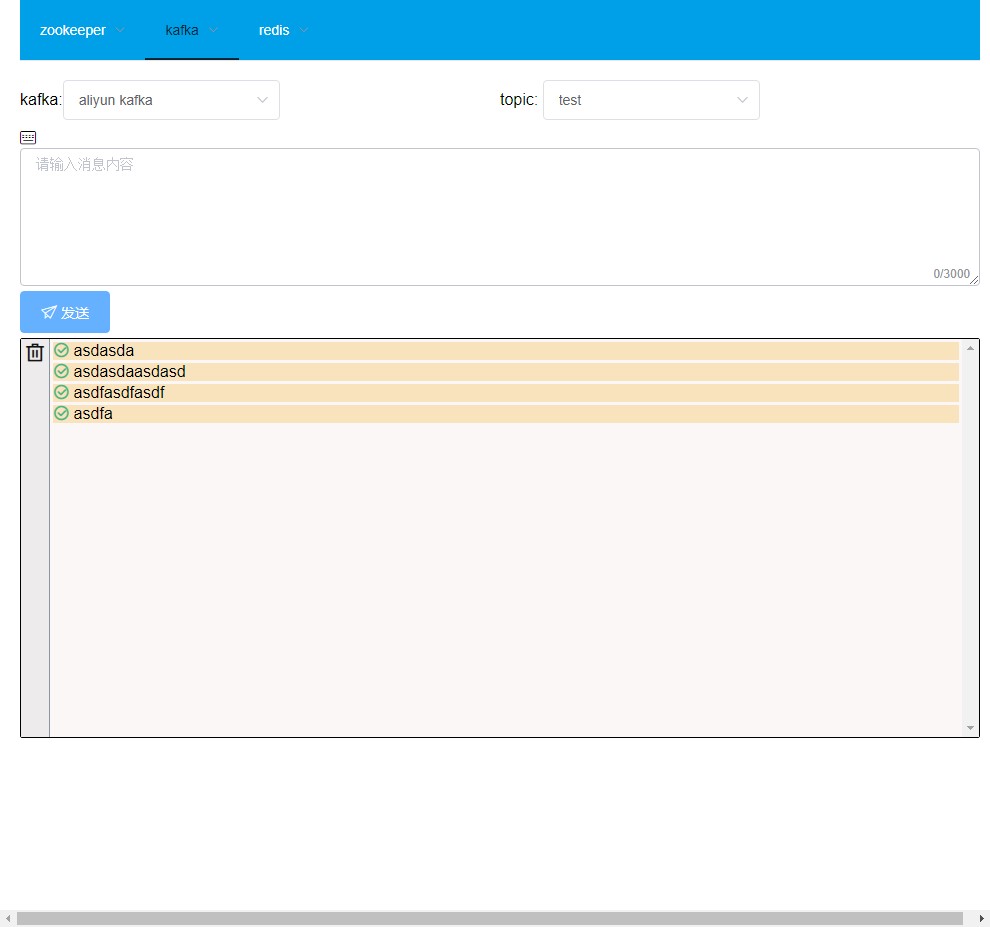 zookeeper kafka redis
kafka: aliyun kafka topic: test
请输入消息内容
0/3000
发送
asdasda
asdasdaasdasd
asdfasdfasdf
asdfa